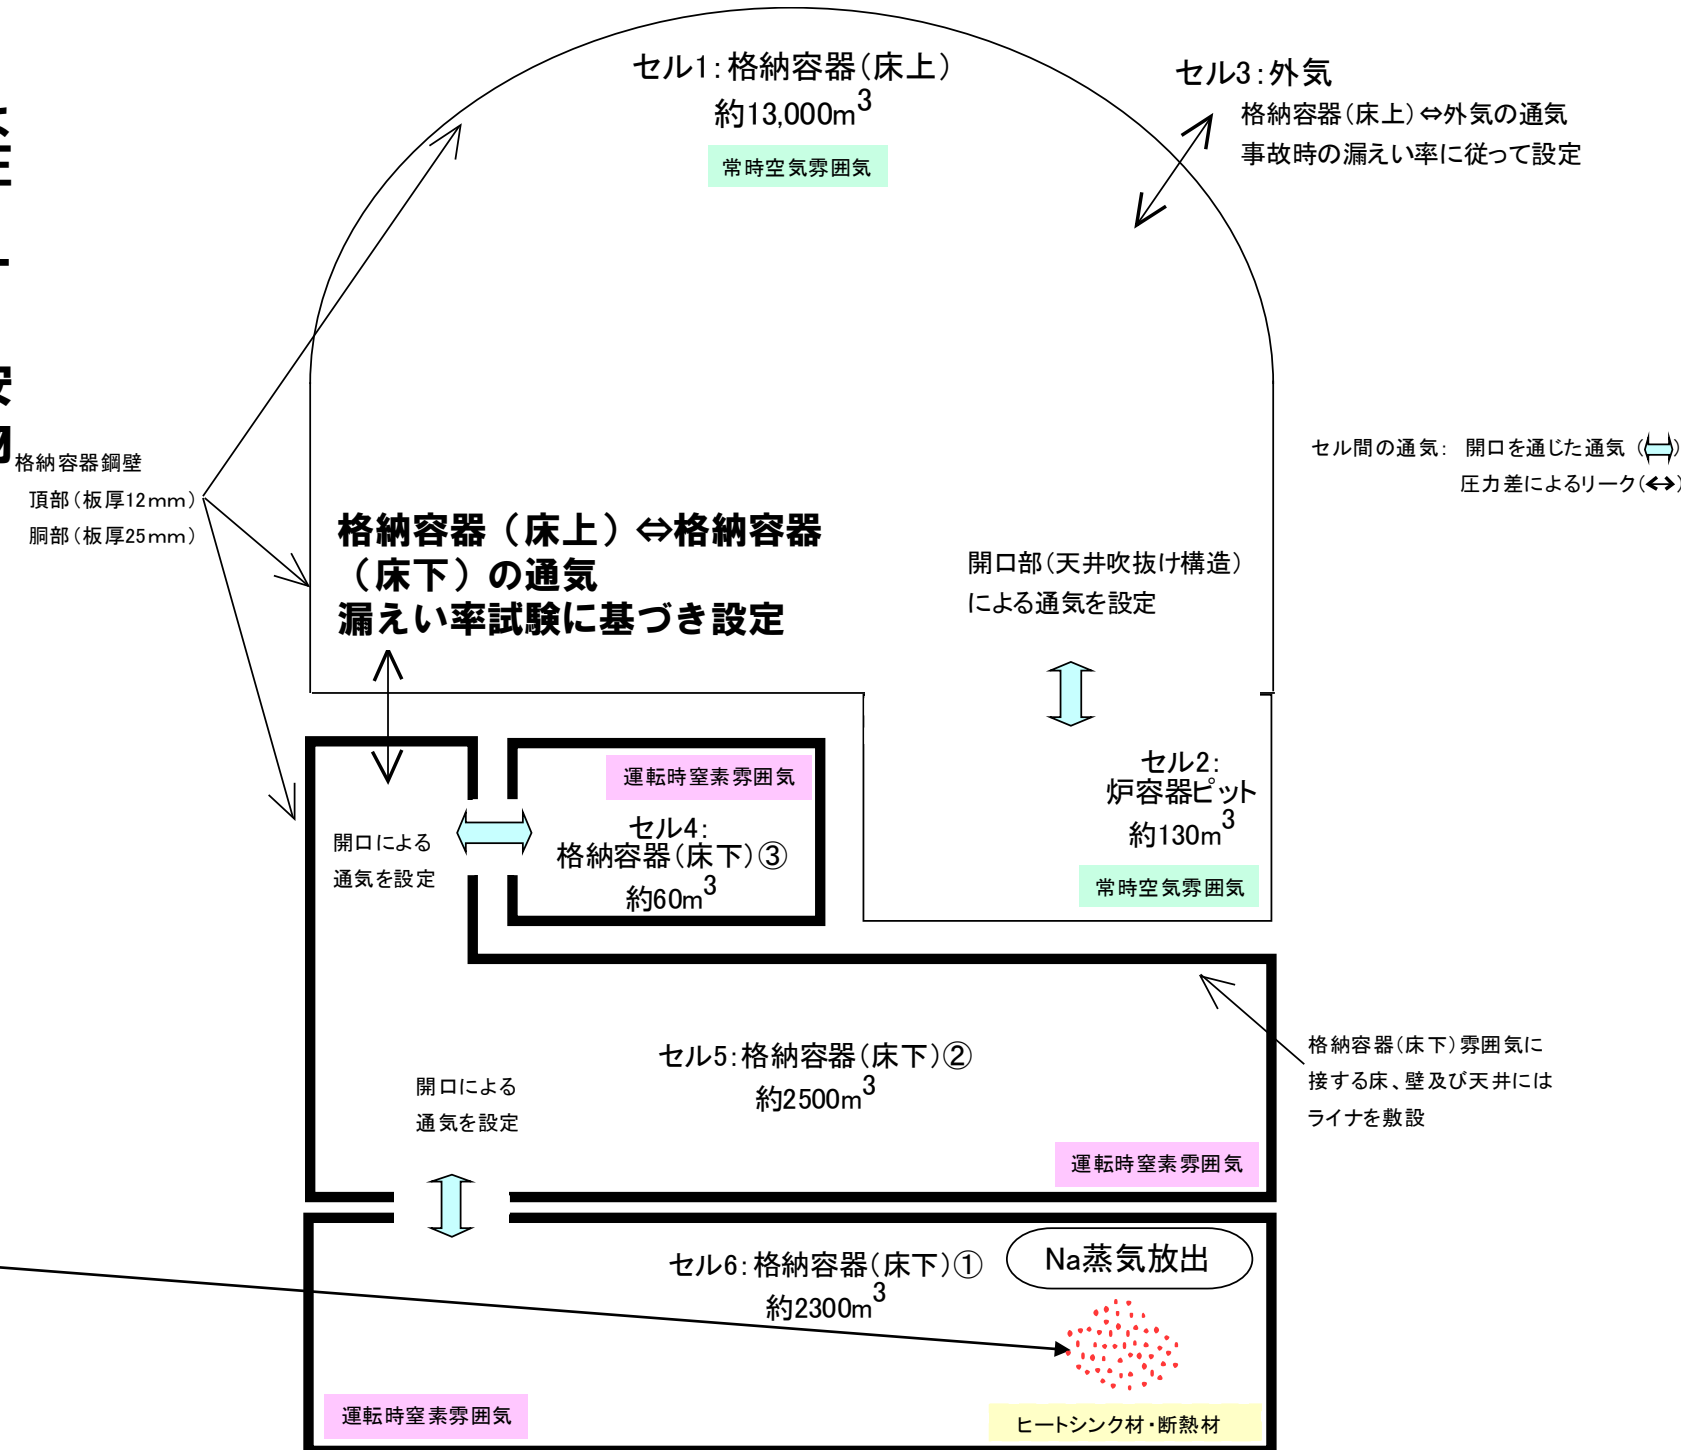 セル1：格納容器（床上）
約13,000m3
常時空気雰囲気
セル3：外気
格納容器（床上）⇔外気の通気
事故時の漏えい率に従って設定
格納容器鋼壁
頂部（板厚12mm）
胴部（板厚25mm）
セル間の通気： 開口を通じた通気（⇔）
圧力差によるリーク（↔）
格納容器（床上）⇔格納容器
（床下）の通気
漏えい率試験に基づき設定
開口部（天井吹抜け構造）
による通気を設定
運転時窒素雰囲気
セル4：
格納容器（床下）③
約60m3
開口による
通気を設定
セル2：
炉容器ピット
約130m3
常時空気雰囲気
セル5：格納容器（床下）②
約2500m3
開口による
通気を設定
運転時窒素雰囲気
格納容器（床下）雰囲気に
接する床、壁及び天井には
ライナを敷設
セル6：格納容器（床下）①
約2300m3
Na蒸気放出
運転時窒素雰囲気
ヒートシンク材・断熱材